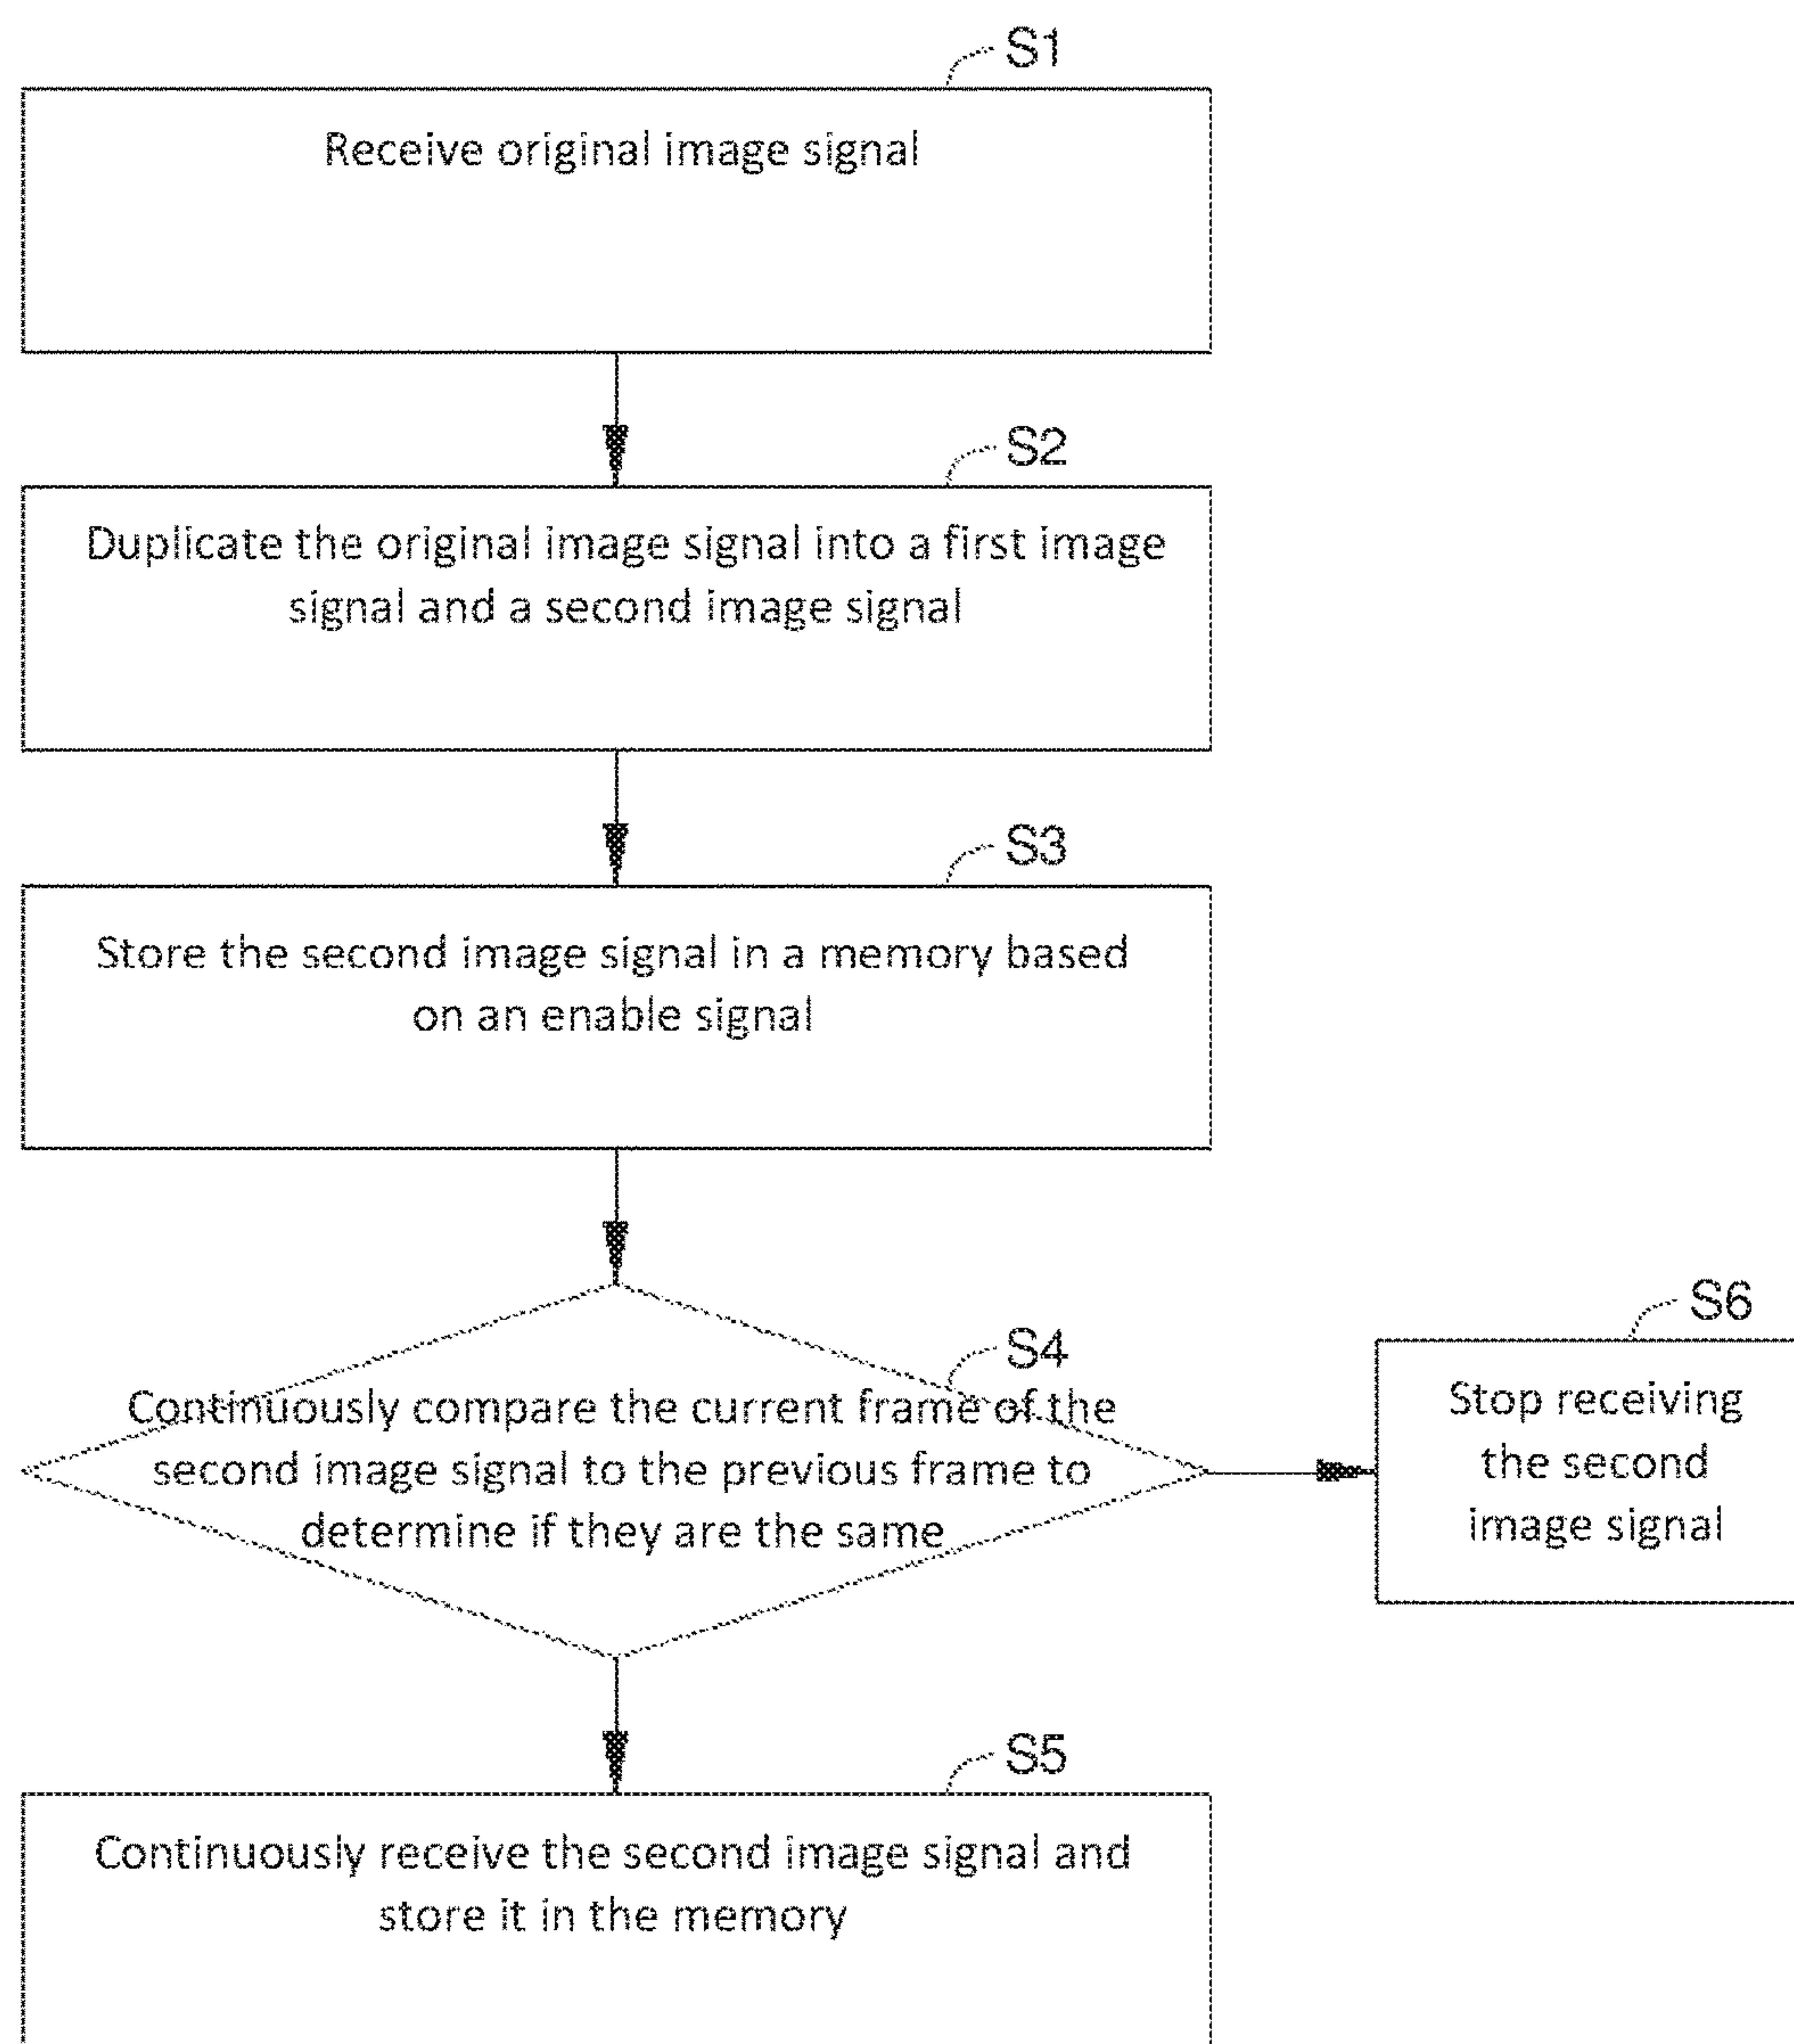 S1
Receive original image signal
S2
Duplicate the original image signal into a first image
signal and a second image signal
S3
Store the second image signal in a memory based
on an enable signal
S4
Continuously compare the current frame of the
second image signal to the previous frame to
determine if they are the same
S6
Stop receiving
the second
image signal
S5
Continuously receive the second image signal and
store it in the memory